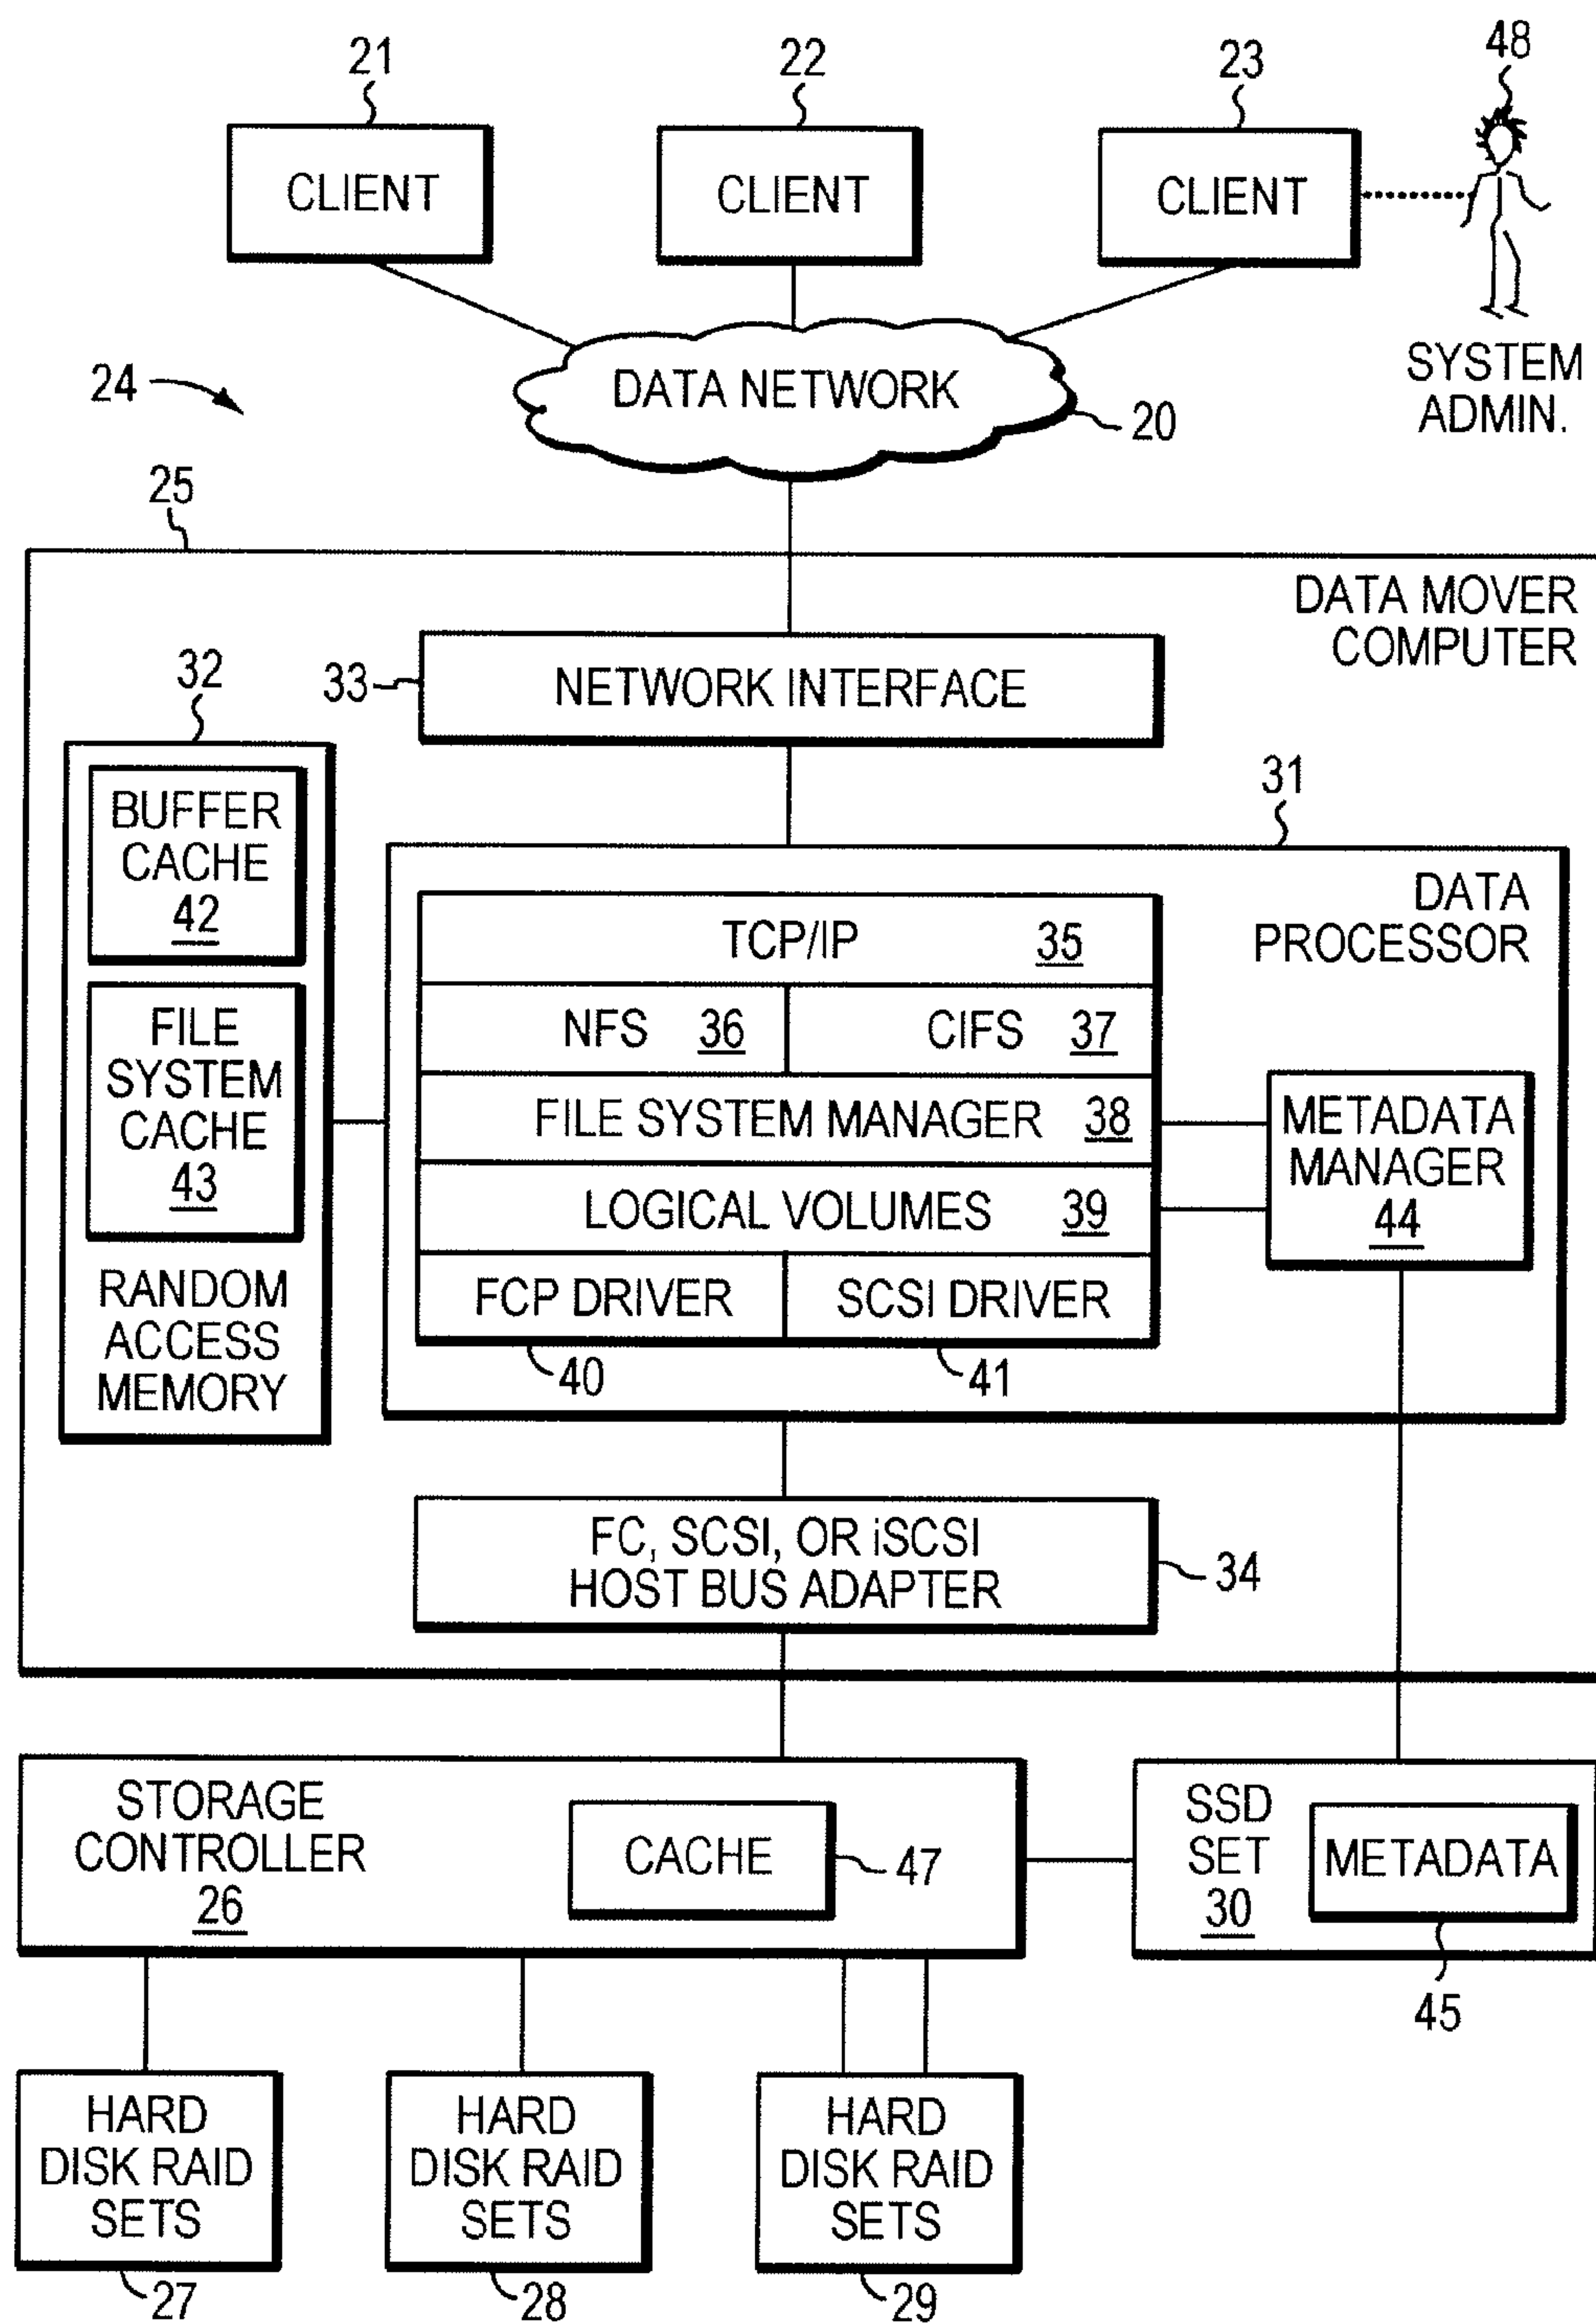 21
22
23
48
CLIENT
CLIENT
CLIENT
SYSTEM
ADMIN.
24
DATA NETWORK
20
25
DATA MOVER
COMPUTER
33
NETWORK INTERFACE
32
BUFFER
CACHE
42
FILE
SYSTEM
CACHE
43
RANDOM
ACCESS
MEMORY
31
DATA
PROCESSOR
TCP/IP 35
NFS 36
CIFS 37
FILE SYSTEM MANAGER 38
LOGICAL VOLUMES 39
FCP DRIVER
SCSI DRIVER
40
41
METADATA
MANAGER
44
FC, SCSI, OR iSCSI
HOST BUS ADAPTER
34
STORAGE
CONTROLLER
26
CACHE
47
SSD
SET
30
METADATA
45
HARD
DISK RAID
SETS
27
HARD
DISK RAID
SETS
28
HARD
DISK RAID
SETS
29